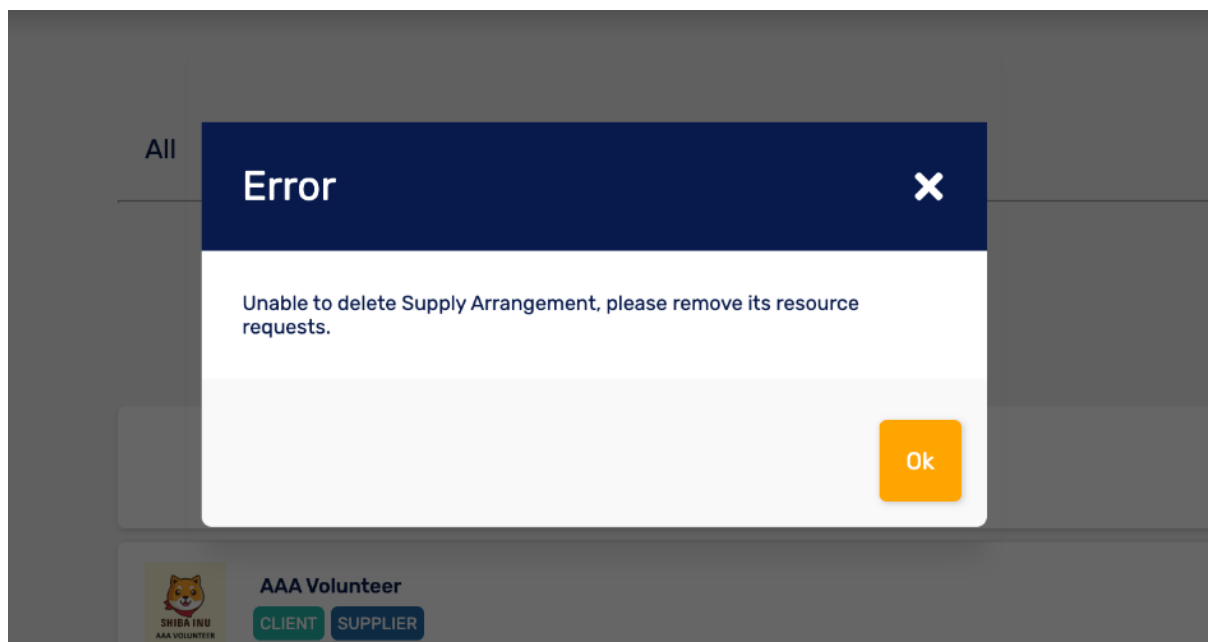 All
Error
Unable to delete Supply Arrangement, please remove its resource
requests.
Ok
AAA Volunteer
CLIENT SUPPLIER
SHIBA INU
AAA VOLUNTEER